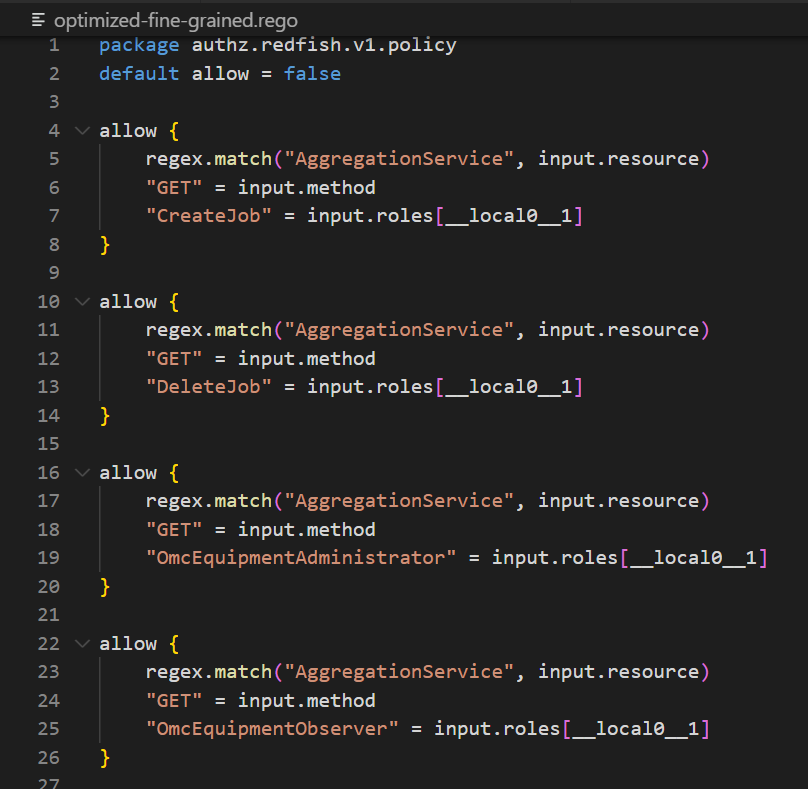 optimized-fine-grained.rego
1 package authz.redfish.v1.policy
2 default allow = false
3
4 allow {
5 regex.match("AggregationService", input.resource)
6 "GET" = input.method
7 "CreateJob" = input.roles[__local0__1]
8 }
9
10 allow {
11 regex.match("AggregationService", input.resource)
12 "GET" = input.method
13 "DeleteJob" = input.roles[__local0__1]
14 }
15
16 allow {
17 regex.match("AggregationService", input.resource)
18 "GET" = input.method
19 "OmcEquipmentAdministrator" = input.roles[__local0__1]
20 }
21
22 allow {
23 regex.match("AggregationService", input.resource)
24 "GET" = input.method
25 "OmcEquipmentObserver" = input.roles[__local0__1]
26 }
27